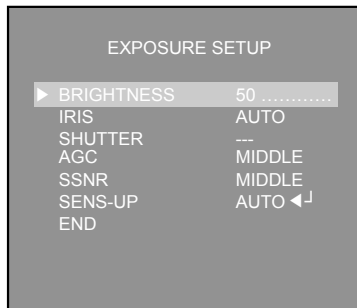 EXPOSURE SETUP
▶ BRIGHTNESS 50 ............
IRIS AUTO
SHUTTER ---
AGC MIDDLE
SSNR MIDDLE
SENS-UP AUTO ◀┘
END